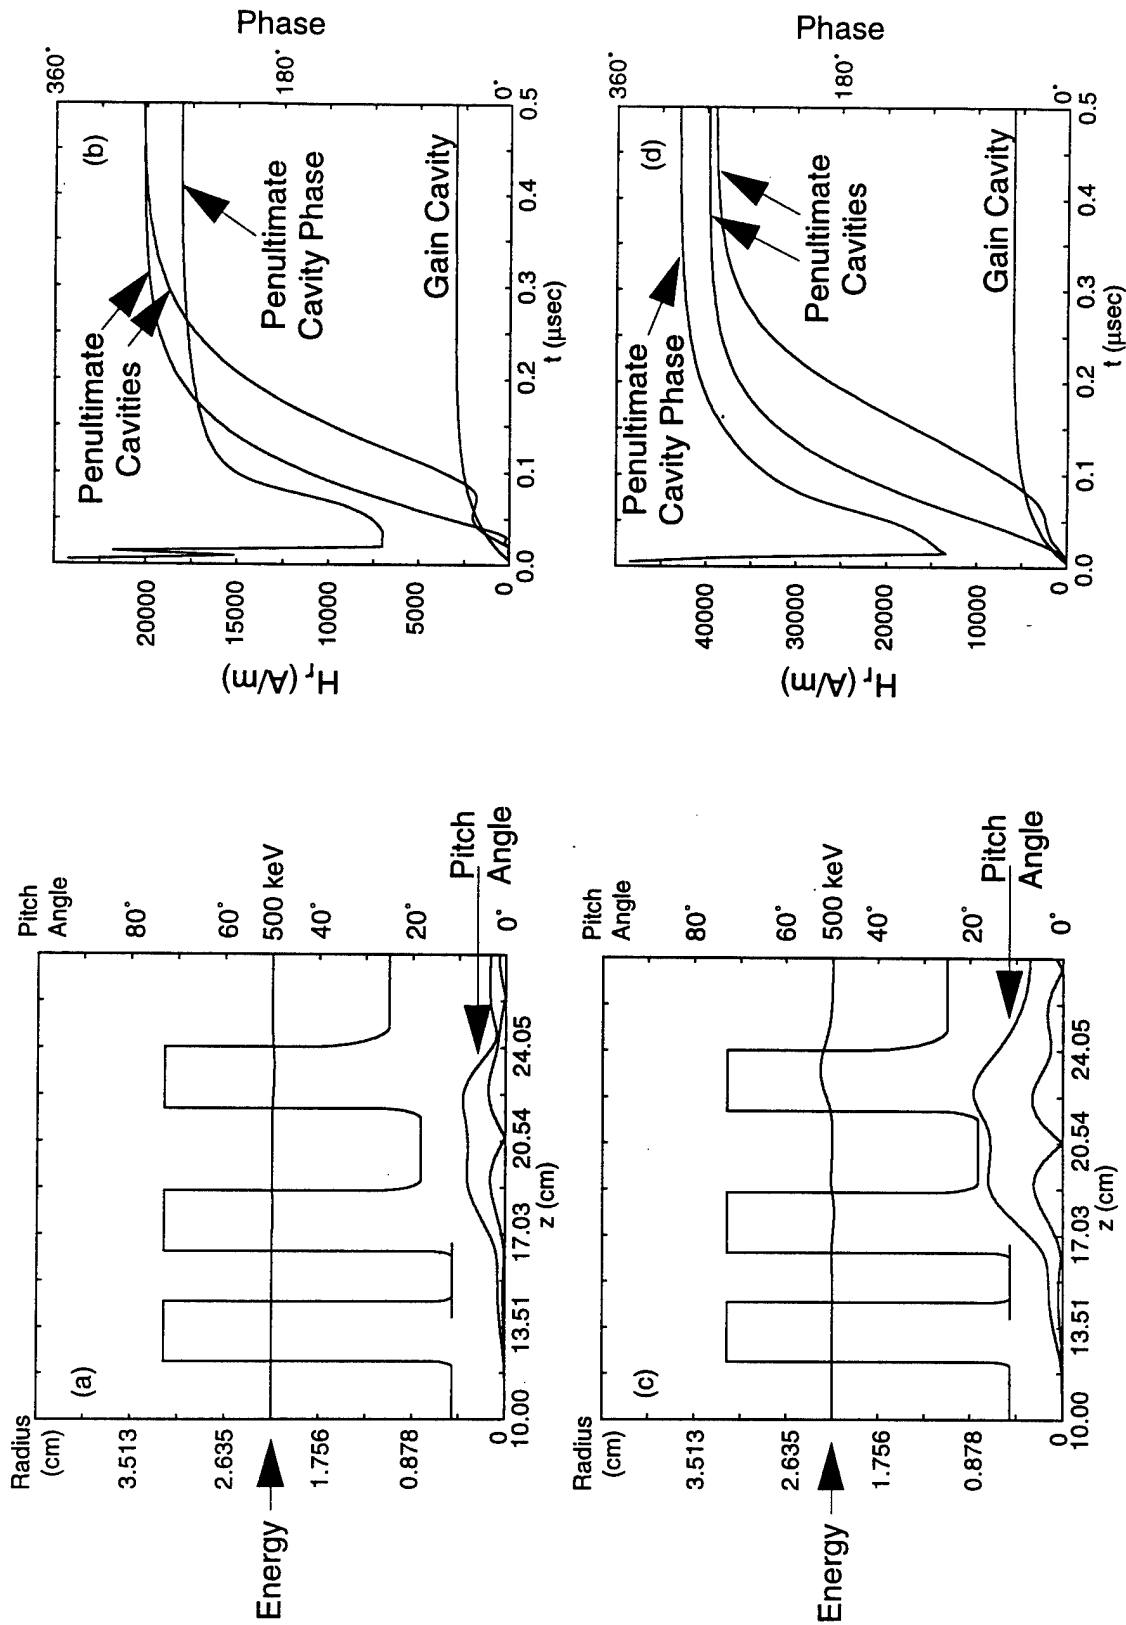 Radius
(cm)
3.513
2.635
1.756
0.878
0
Energy
(a)
Pitch
Angle
80˚
60˚
500 keV
40˚
20˚
0˚
Pitch
Angle
10.00
13.51
17.03
20.54
24.05
z (cm)
H_r (A/m)
20000
15000
10000
5000
0
(b)
Phase
360˚
180˚
0˚
Penultimate
Cavities
Penultimate
Cavity Phase
Gain Cavity
0.0
0.1
0.2
0.3
0.4
0.5
t (μsec)
Radius
(cm)
3.513
2.635
1.756
0.878
0
Energy
(c)
Pitch
Angle
80˚
60˚
500 keV
40˚
20˚
0˚
Pitch
Angle
10.00
13.51
17.03
20.54
24.05
z (cm)
H_r (A/m)
40000
30000
20000
10000
0
(d)
Phase
360˚
180˚
0˚
Penultimate
Cavity Phase
Penultimate
Cavities
Gain Cavity
0.0
0.1
0.2
0.3
0.4
0.5
t (μsec)